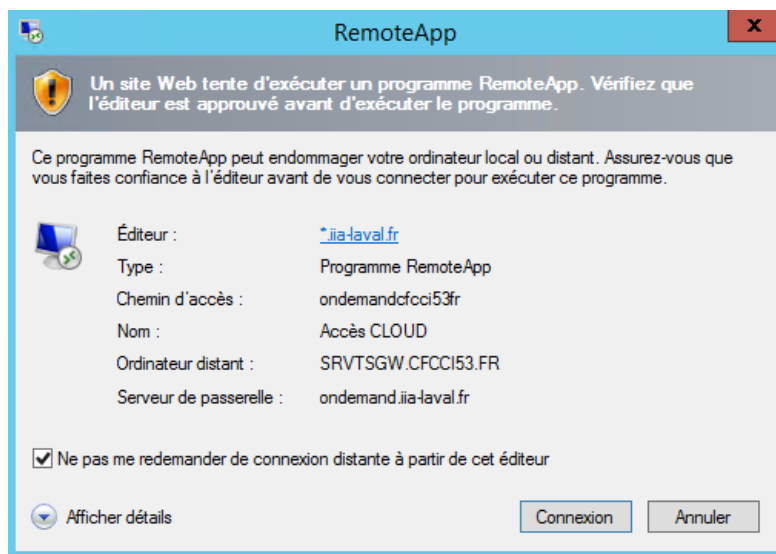 RemoteApp
x
Un site Web tente d'exécuter un programme RemoteApp. Vérifiez que
l'éditeur est approuvé avant d'exécuter le programme.
Ce programme RemoteApp peut endommager votre ordinateur local ou distant. Assurez-vous que
vous faites confiance à l'éditeur avant de vous connecter pour exécuter ce programme.
Éditeur : *.iia-laval.fr
Type : Programme RemoteApp
Chemin d'accès : ondemandcfcci53fr
Nom : Accès CLOUD
Ordinateur distant : SRVTSGW.CFCCI53.FR
Serveur de passerelle : ondemand.iia-laval.fr
Ne pas me redemander de connexion distante à partir de cet éditeur
Afficher détails Connexion Annuler